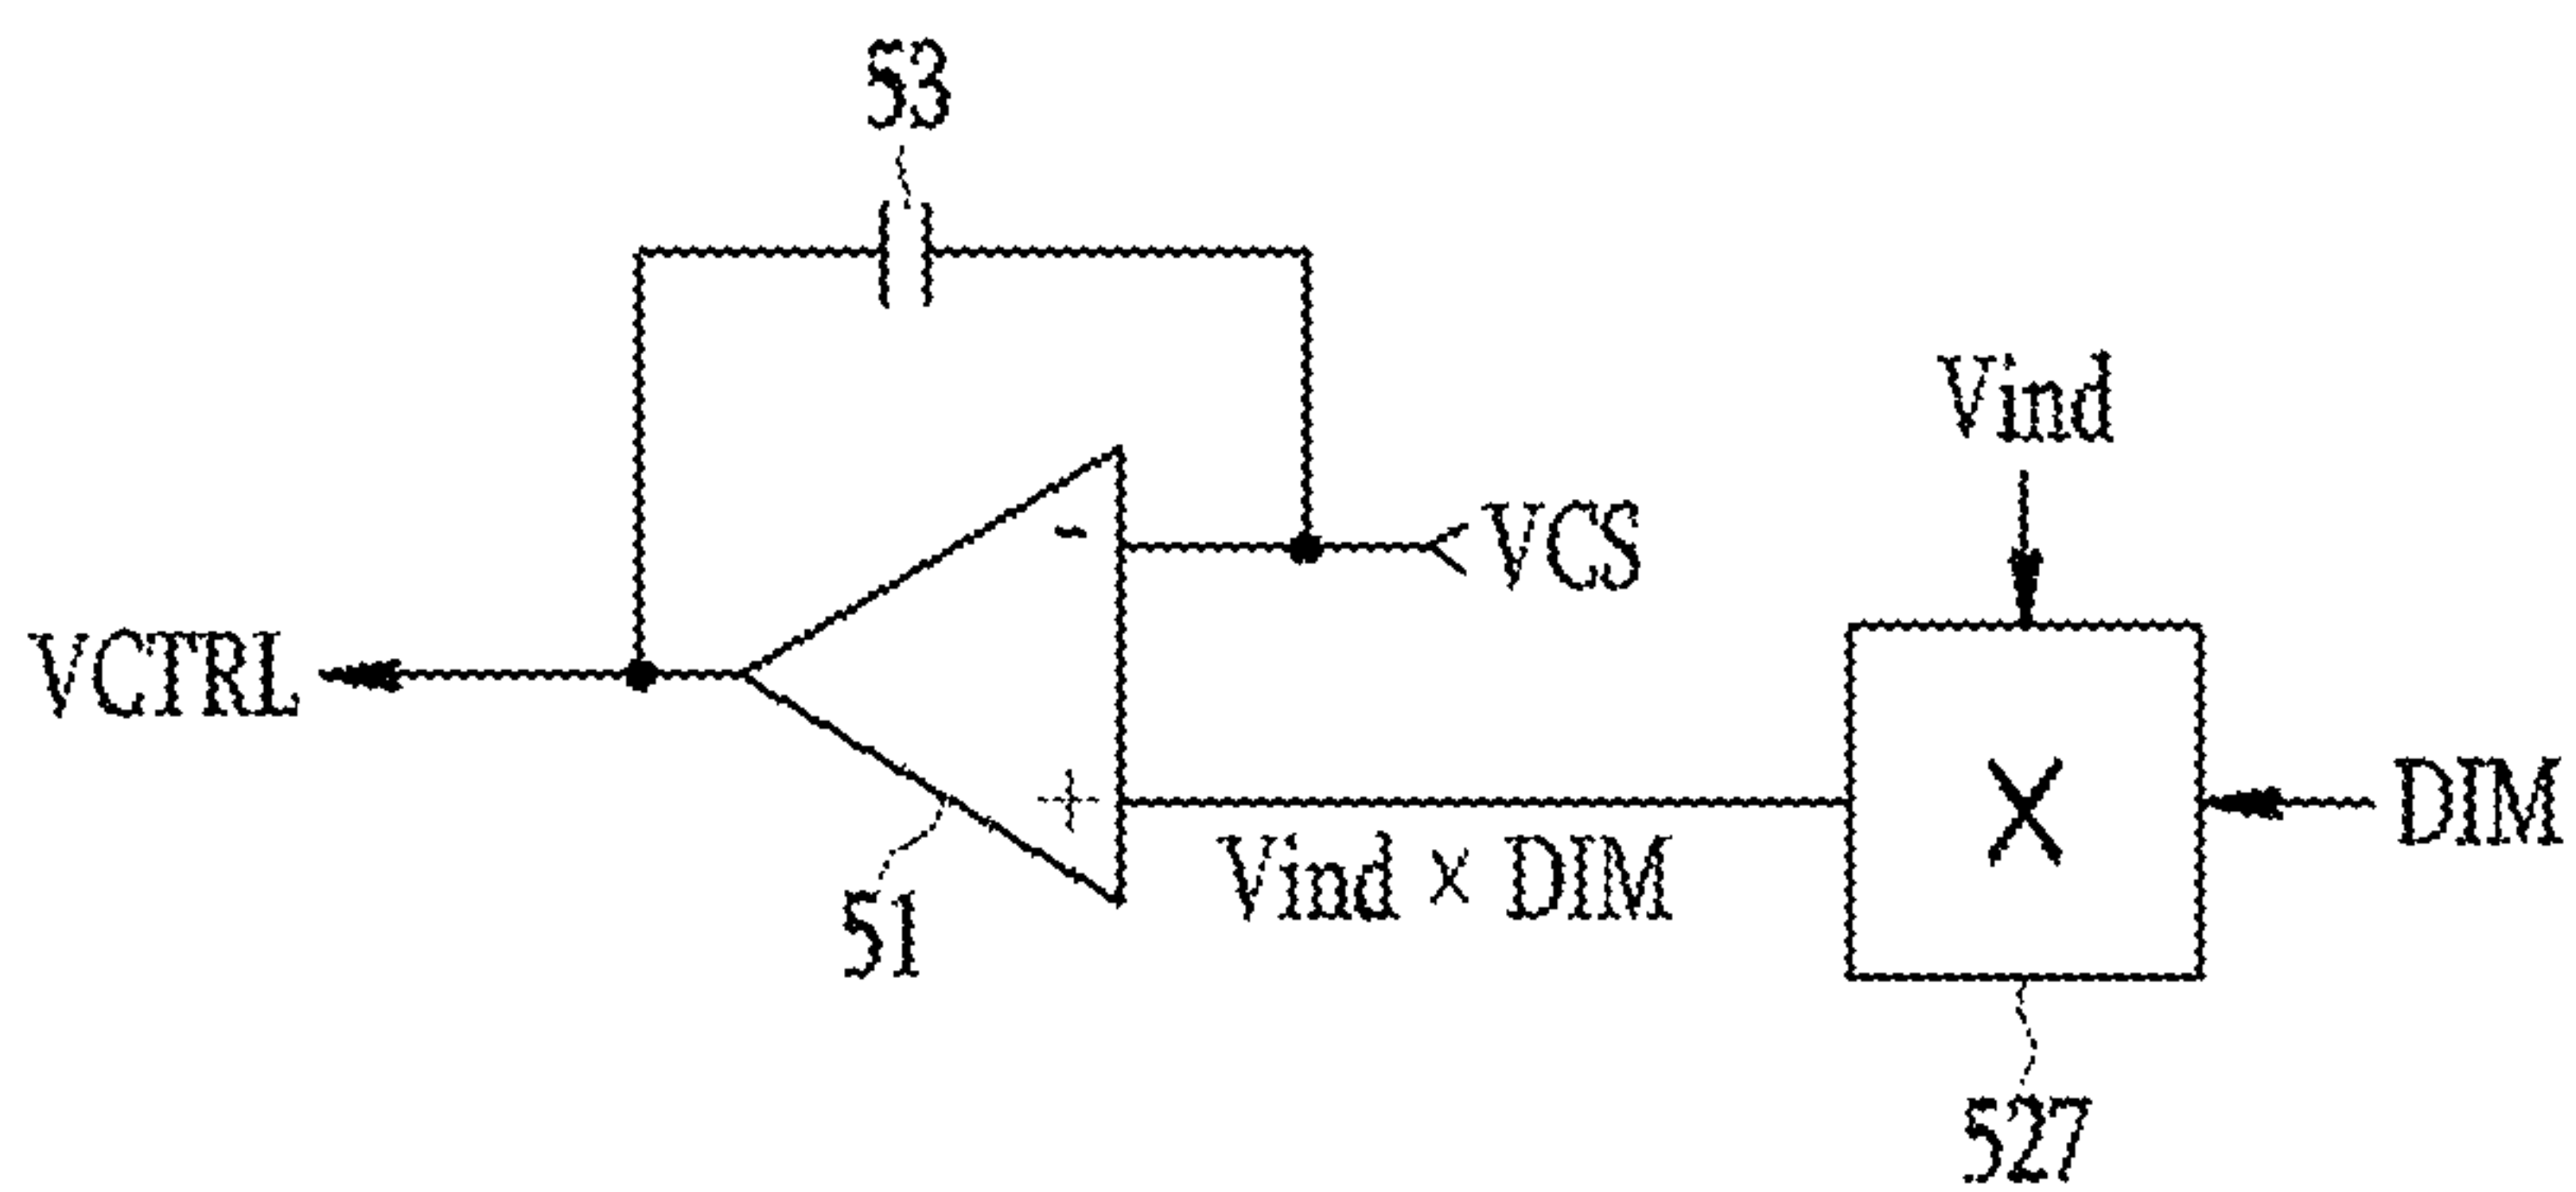 53
Vind
VCS
-
VCTRL
X
DIM
+
Vind × DIM
51
527